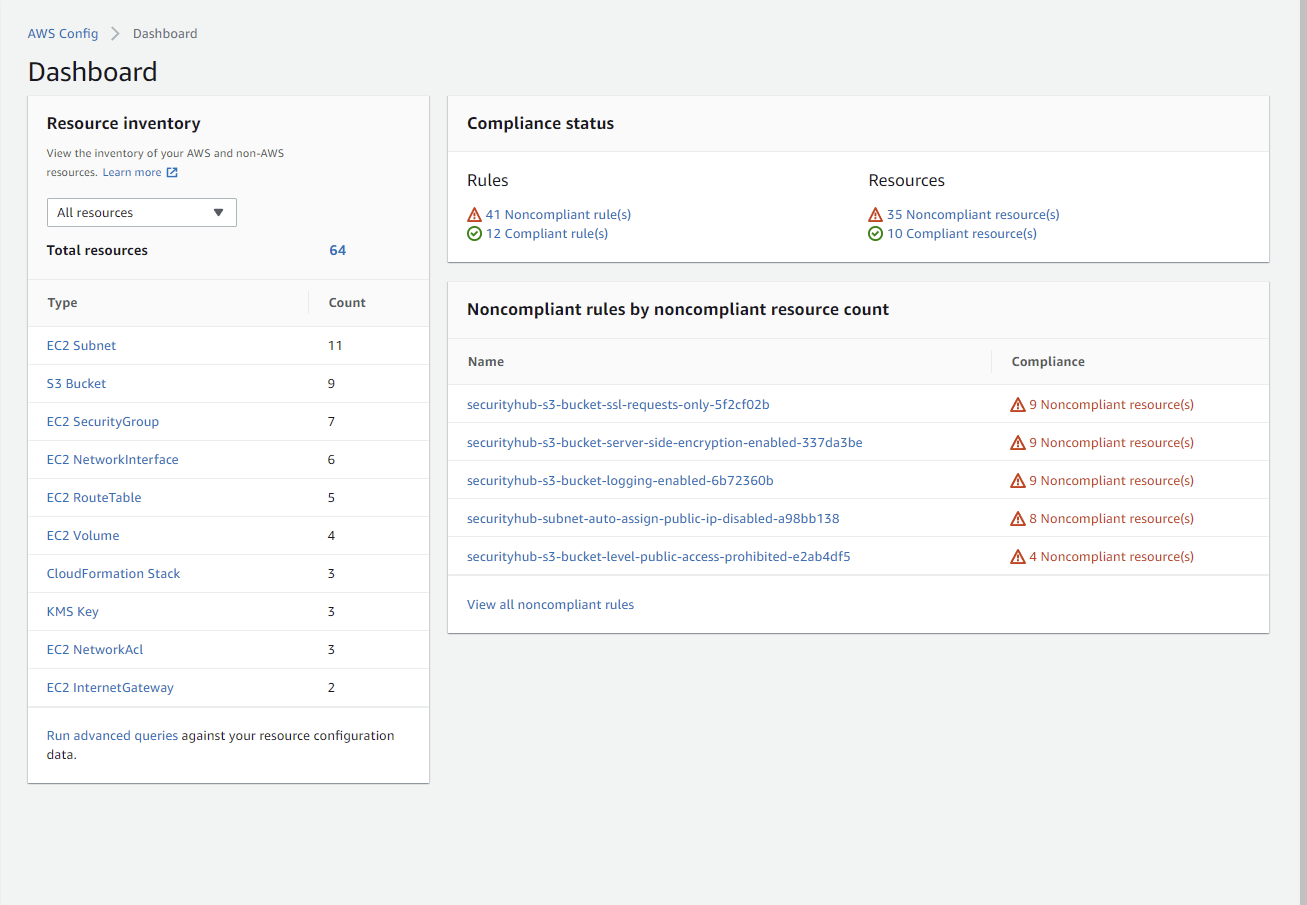 AWS Config > Dashboard
Dashboard
Resource inventory
View the inventory of your AWS and non-AWS
resources. Learn more
All resources
Total resources 64
Type Count
EC2 Subnet 11
S3 Bucket 9
EC2 SecurityGroup 7
EC2 NetworkInterface 6
EC2 RouteTable 5
EC2 Volume 4
CloudFormation Stack 3
KMS Key 3
EC2 NetworkAcl 3
EC2 InternetGateway 2
Run advanced queries against your resource configuration
data.
Compliance status
Rules
41 Noncompliant rule(s)
12 Compliant rule(s)
Resources
35 Noncompliant resource(s)
10 Compliant resource(s)
Noncompliant rules by noncompliant resource count
Name Compliance
securityhub-s3-bucket-ssl-requests-only-5f2cf02b 9 Noncompliant resource(s)
securityhub-s3-bucket-server-side-encryption-enabled-337da3be 9 Noncompliant resource(s)
securityhub-s3-bucket-logging-enabled-6b72360b 9 Noncompliant resource(s)
securityhub-subnet-auto-assign-public-ip-disabled-a98bb138 8 Noncompliant resource(s)
securityhub-s3-bucket-level-public-access-prohibited-e2ab4df5 4 Noncompliant resource(s)
View all noncompliant rules